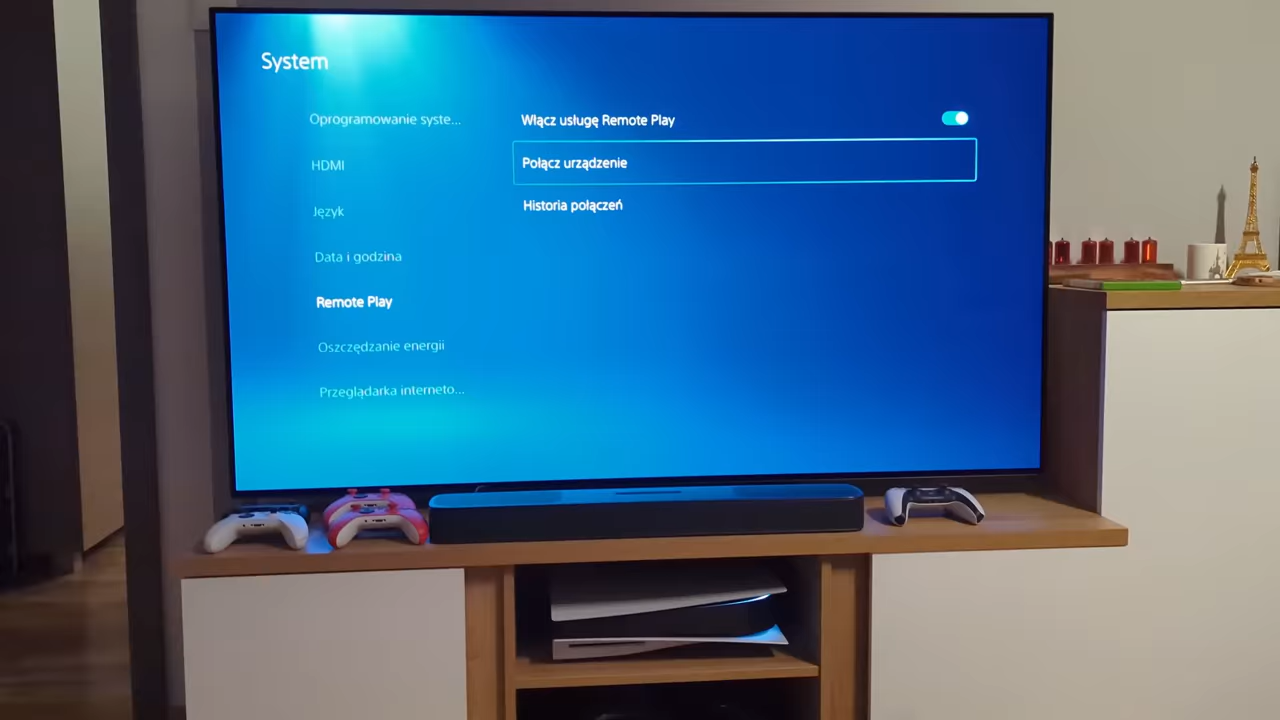 System
Oprogramowanie syste...
HDMI
Język
Data i godzina
Remote Play
Oszczędzanie energii
Przeglądarka interneto...
Włącz usługę Remote Play
Połącz urządzenie
Historia połączeń